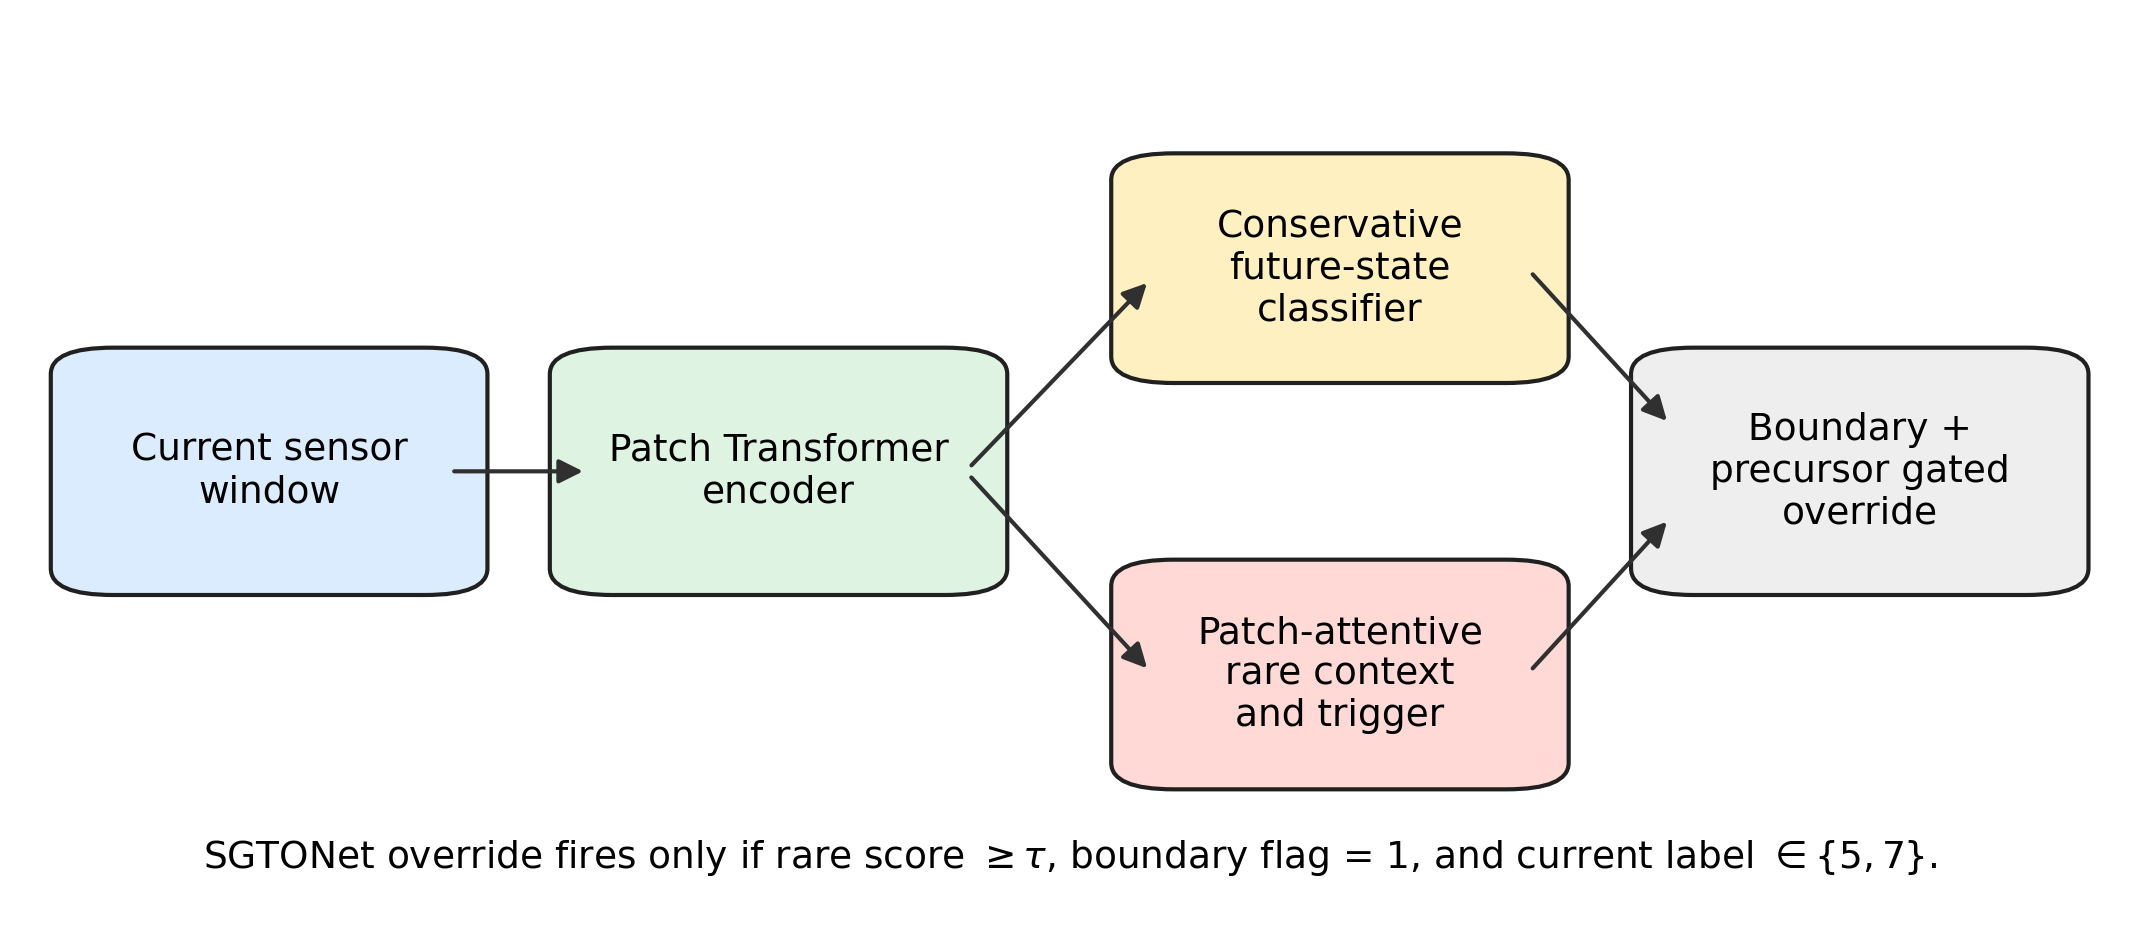 Current sensor
window
Patch Transformer
encoder
Conservative
future-state
classifier
Patch-attentive
rare context
and trigger
Boundary +
precursor gated
override
SGTONet override fires only if rare score ≥ τ, boundary flag = 1, and current label ∈ {5, 7}.